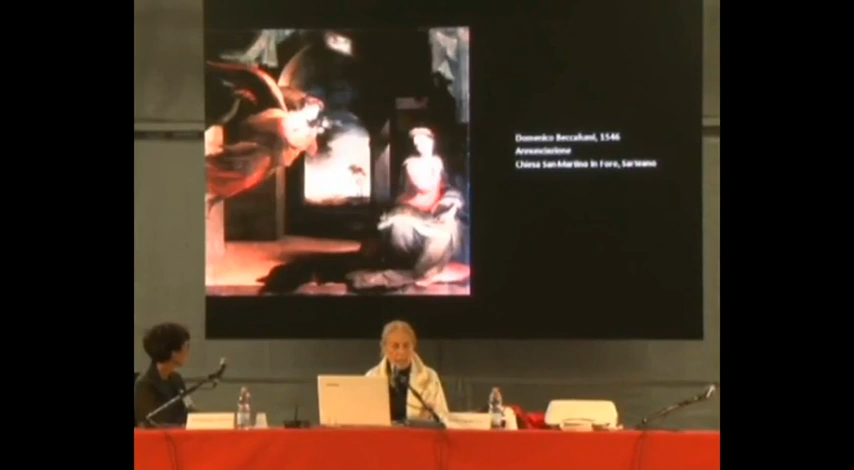 Domenico Beccafumi, 1546
Annunciazione
Chiesa San Martino in Foro, Sarteano